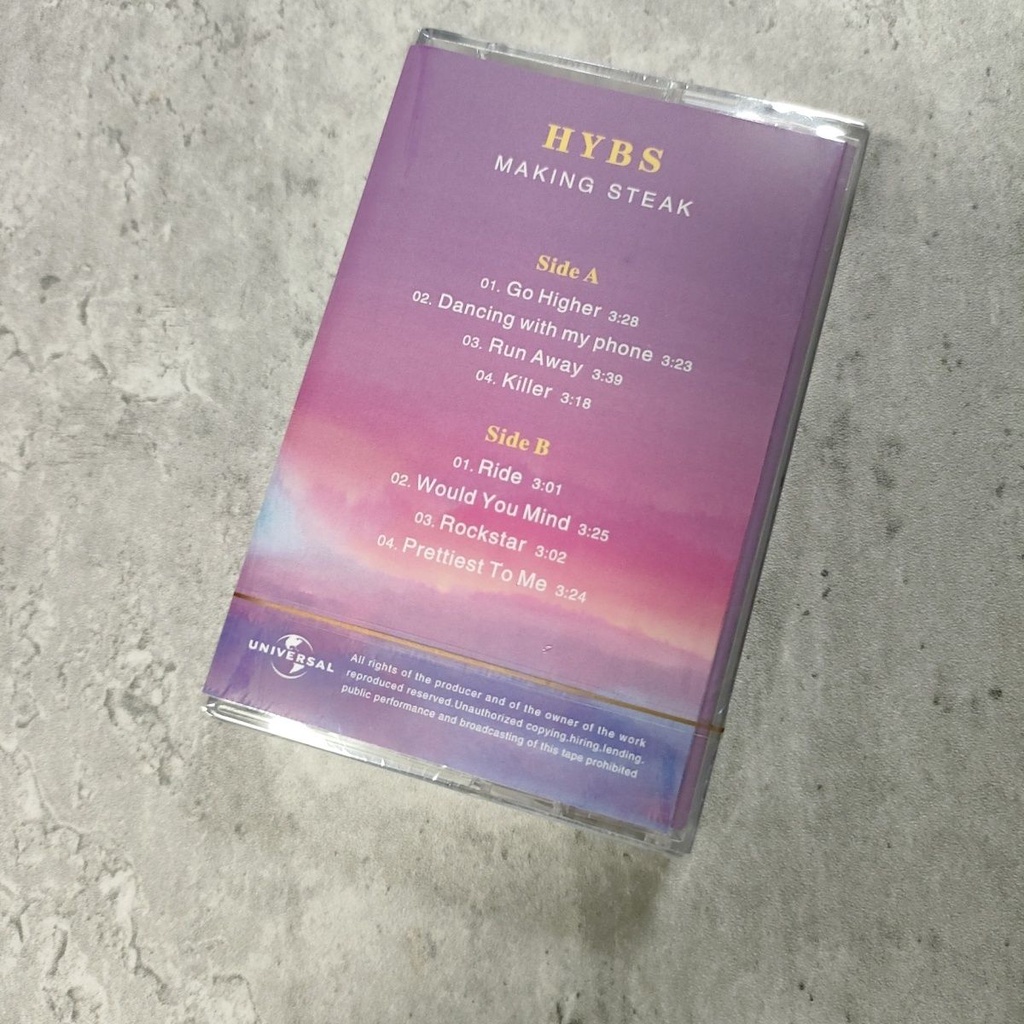 HYBS
MAKING STEAK
Side A
01. Go Higher 3:28
02. Dancing with my phone 3:23
03. Run Away 3:39
04. Killer 3:18
Side B
01. Ride 3:01
02. Would You Mind 3:25
03. Rockstar 3:02
04. Prettiest To Me 3:24
UNIVERSAL
All rights of the producer and of the owner of the work
reproduced reserved.Unauthorized copying,hiring,lending,
public performance and broadcasting of this tape prohibited